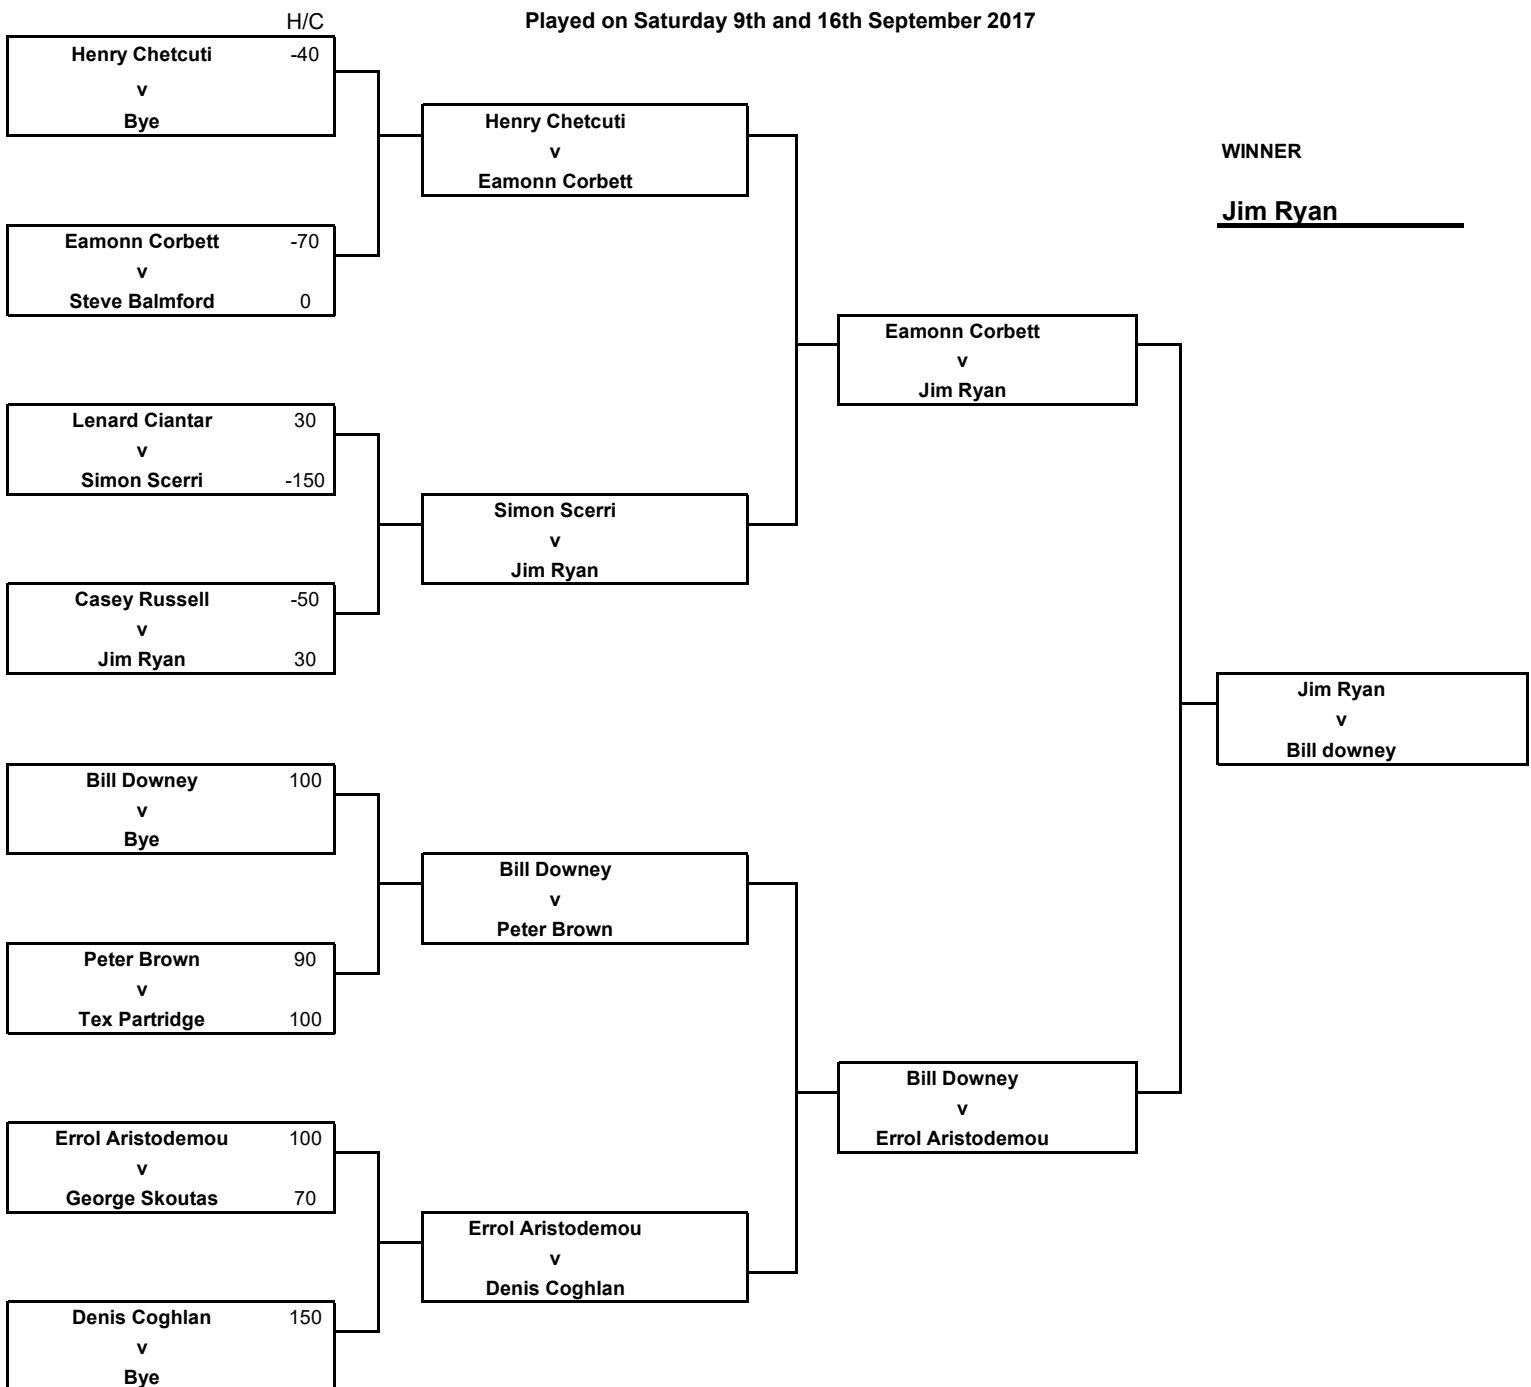 H/C
Played on Saturday 9th and 16th September 2017
Henry Chetcuti -40
v
Bye
Eamonn Corbett -70
v
Steve Balmford 0
Lenard Ciantar 30
v
Simon Scerri -150
Casey Russell -50
v
Jim Ryan 30
Bill Downey 100
v
Bye
Peter Brown 90
v
Tex Partridge 100
Errol Aristodemou 100
v
George Skoutas 70
Denis Coghlan 150
v
Bye
Henry Chetcuti
v
Eamonn Corbett
Simon Scerri
v
Jim Ryan
Bill Downey
v
Peter Brown
Errol Aristodemou
v
Denis Coghlan
Eamonn Corbett
v
Jim Ryan
Bill Downey
v
Errol Aristodemou
Jim Ryan
v
Bill downey
WINNER
Jim Ryan